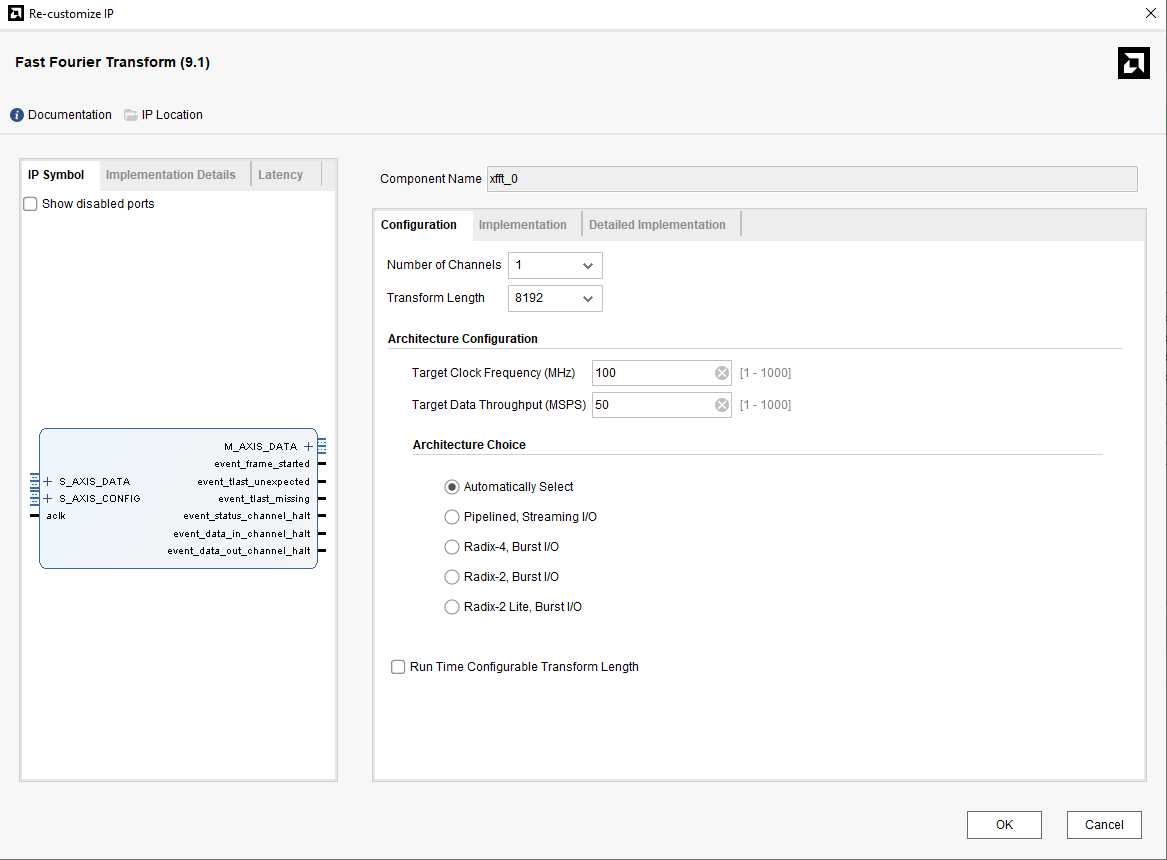 Re-customize IP
Fast Fourier Transform (9.1)
Documentation IP Location
IP Symbol Implementation Details Latency
Show disabled ports
M_AXIS_DATA
event_frame_started
S_AXIS_DATA event_tlast_unexpected
S_AXIS_CONFIG event_tlast_missing
aclk event_status_channel_halt
event_data_in_channel_halt
event_data_out_channel_halt
Component Name xfft_0
Configuration Implementation Detailed Implementation
Number of Channels 1
Transform Length 8192
Architecture Configuration
Target Clock Frequency (MHz) 100 [1 - 1000]
Target Data Throughput (MSPS) 50 [1 - 1000]
Architecture Choice
Automatically Select
Pipelined, Streaming I/O
Radix-4, Burst I/O
Radix-2, Burst I/O
Radix-2 Lite, Burst I/O
Run Time Configurable Transform Length
OK Cancel